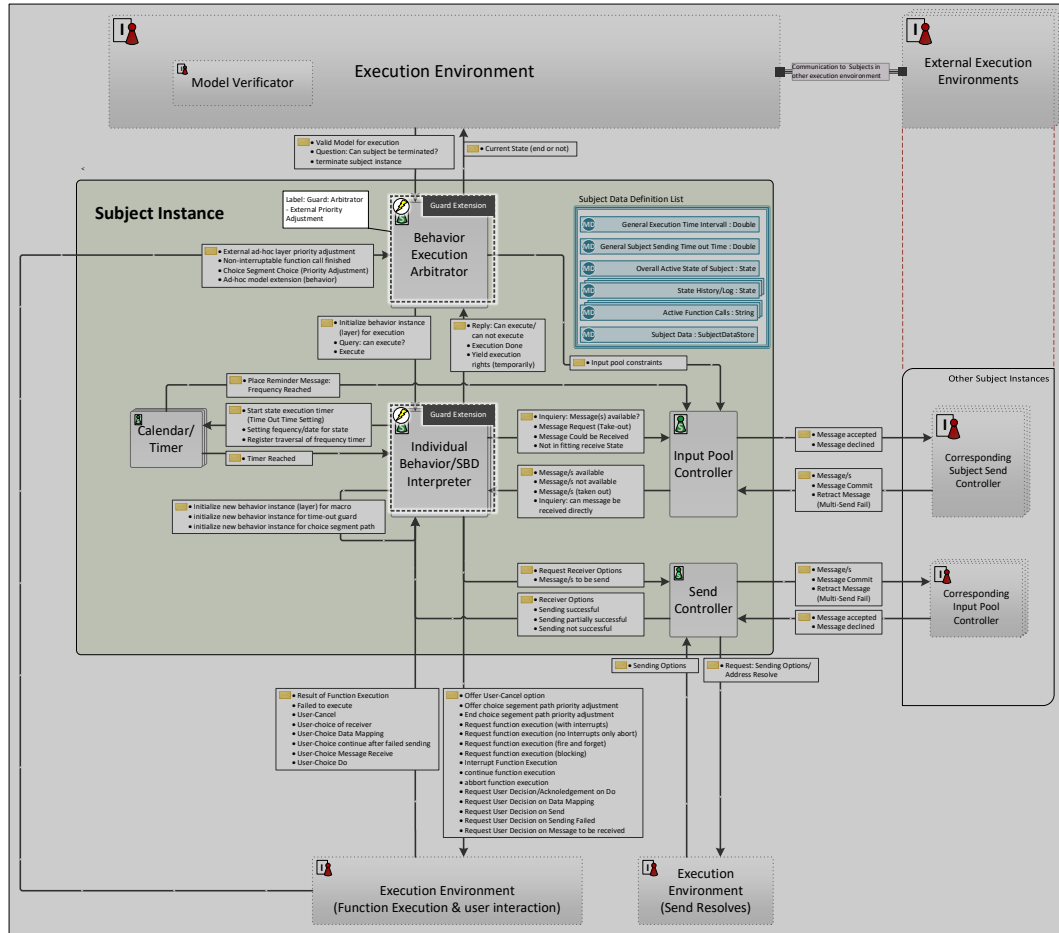 Execution Environment
Model Verificator
Communication to Subjects in
other execution envoironment
External Execution
Environments
• Valid Model for execution
• Question: Can subject be terminated?
• terminate subject instance
• Current State (end or not)
<
Subject Instance
Label: Guard: Arbitrator
- External Priority
Adjustment
Guard Extension
Behavior
Execution
Arbitrator
Subject Data Definition List
MD General Execution Time Intervall : Double
MD General Subject Sending Time out Time : Double
MD Overall Active State of Subject : State
MD State History/Log : State
MD Active Function Calls : String
MD Subject Data : SubjectDataStore
• External ad-hoc layer priority adjustment
• Non-interruptable function call finished
• Choice Segment Choice (Priority Adjustment)
• Ad-hoc model extension (behavior)
• Initialize behavior instance
(layer) for execution
• Query: can execute?
• Execute
• Reply: Can execute/
can not execute
• Execution Done
• Yield execution
rights (temporarily)
• Input pool constraints
• Place Reminder Message:
Frequency Reached
Other Subject Instances
Calendar/
Timer
• Start state execution timer
(Time Out Time Setting)
• Setting fequency/date for state
• Register traversal of frequency timer
• Timer Reached
Guard Extension
Individual
Behavior/SBD
Interpreter
• Inquiery: Message(s) available?
• Message Request (Take-out)
• Message Could be Received
• Not in fitting receive State
• Message/s available
• Message/s not available
• Message/s (taken out)
• Inquiry: can message be
received directly
Input Pool
Controller
• Message accepted
• Message declined
• Message/s
• Message Commit
• Retract Message
(Multi-Send Fail)
Corresponding
Subject Send
Controller
• Initialize new behavior instance (layer) for macro
• initialize new behavior instance for time-out guard
• initialize new behavior instance for choice segment path
• Request Receiver Options
• Message/s to be send
• Receiver Options
• Sending successful
• Sending partially successful
• Sending not successful
Send
Controller
• Message/s
• Message Commit
• Retract Message
(Multi-Send Fail)
• Message accepted
• Message declined
Corresponding
Input Pool
Controller
• Sending Options
• Request: Sending Options/
Address Resolve
• Result of Function Execution
• Failed to execute
• User-Cancel
• User-choice of receiver
• User-Choice Data Mapping
• User-Choice continue after failed sending
• User-Choice Message Receive
• User-Choice Do
• Offer User-Cancel option
• Offer choice segement path priority adjustment
• End choice segement path priority adjustment
• Request function execution (with interrupts)
• Request function execution (no Interrupts only abort)
• Request function execution (fire and forget)
• Request function execution (blocking)
• Interrupt Function Execution
• continue function execution
• abbort function execution
• Request User Decision/Acknoledgement on Do
• Request User Decision on Data Mapping
• Request User Decision on Send
• Request User Decision on Sending Failed
• Request User Decision on Message to be received
Execution Environment
(Function Execution & user interaction)
Execution
Environment
(Send Resolves)